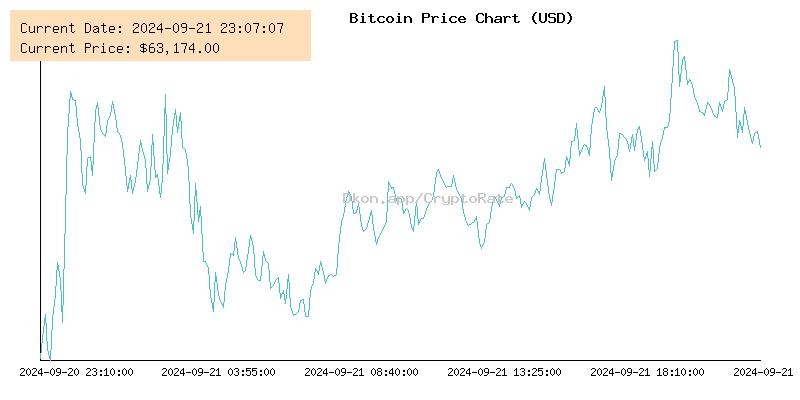 Bitcoin Price Chart (USD)
Current Date: 2024-09-21 23:07:07
Current Price: $63,174.00
Dkon.app/CryptoRate
2024-09-20 23:10:00 2024-09-21 03:55:00 2024-09-21 08:40:00 2024-09-21 13:25:00 2024-09-21 18:10:00 2024-09-21